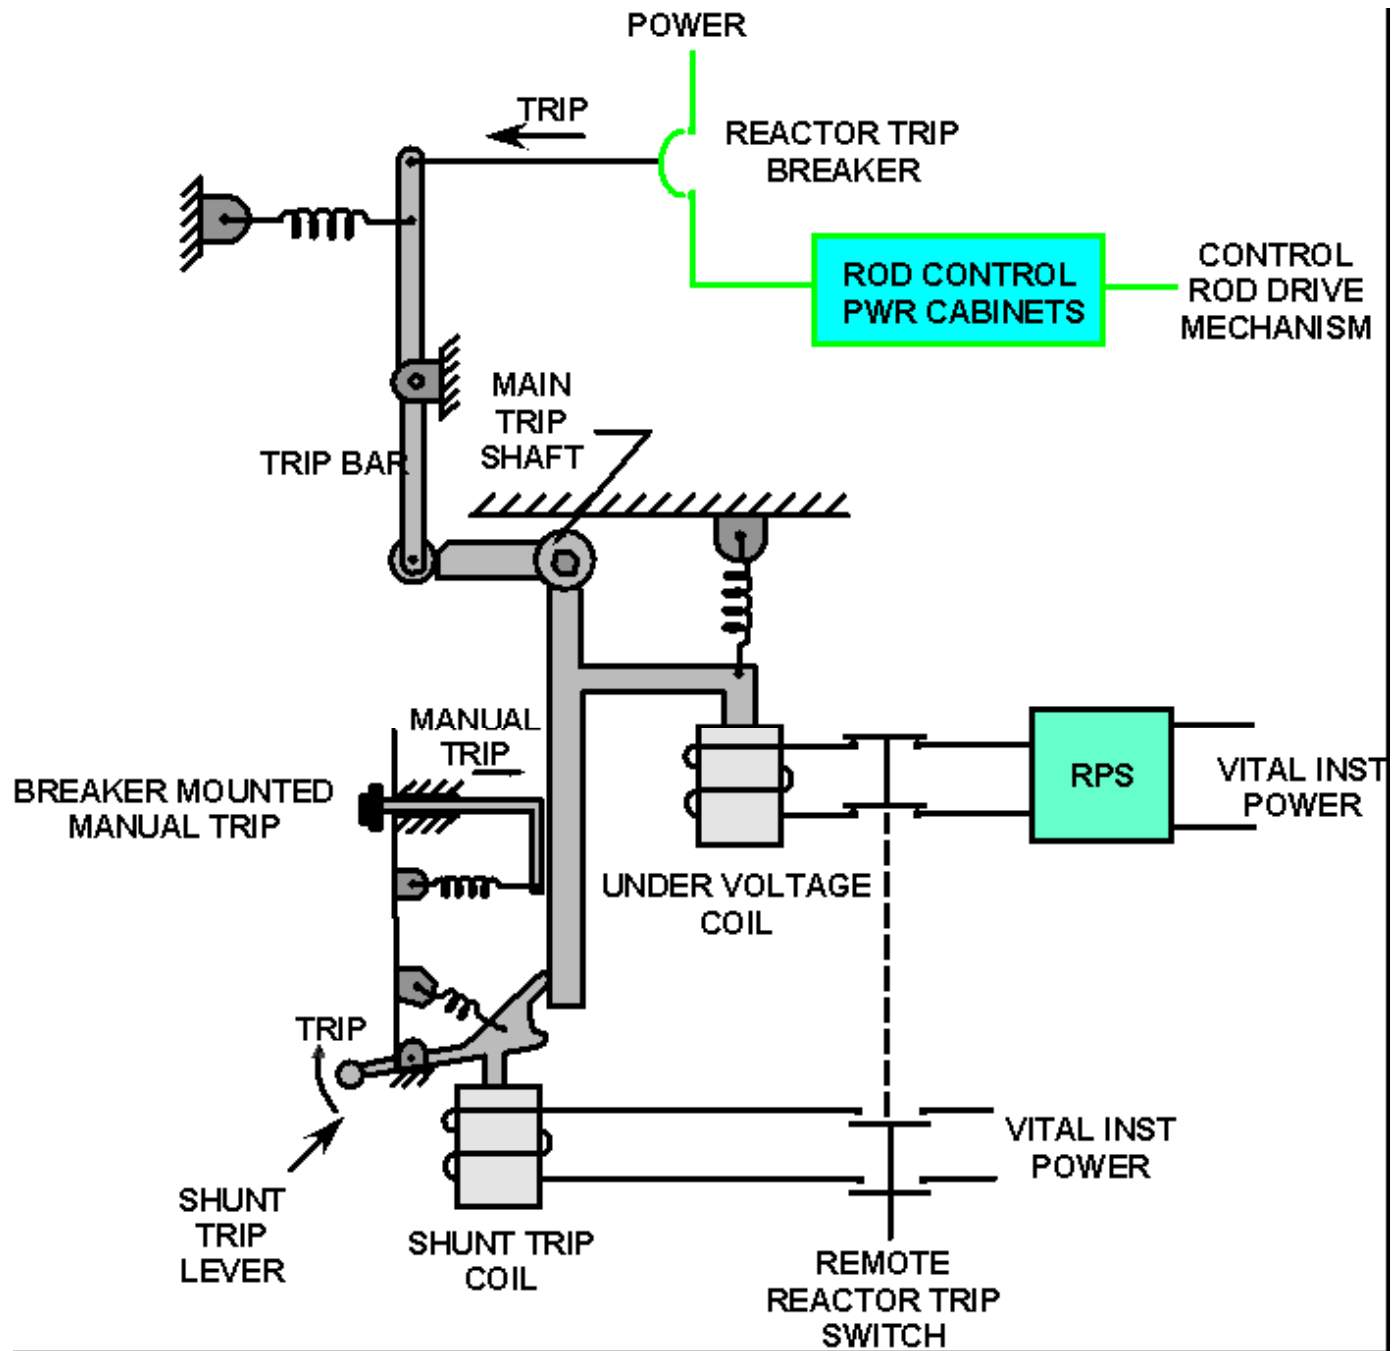 POWER
TRIP
REACTOR TRIP
BREAKER
ROD CONTROL
PWR CABINETS
CONTROL
ROD DRIVE
MECHANISM
MAIN
TRIP
SHAFT
TRIP BAR
MANUAL
TRIP
BREAKER MOUNTED
MANUAL TRIP
RPS
VITAL INST
POWER
UNDER VOLTAGE
COIL
TRIP
VITAL INST
POWER
SHUNT
TRIP
LEVER
SHUNT TRIP
COIL
REMOTE
REACTOR TRIP
SWITCH